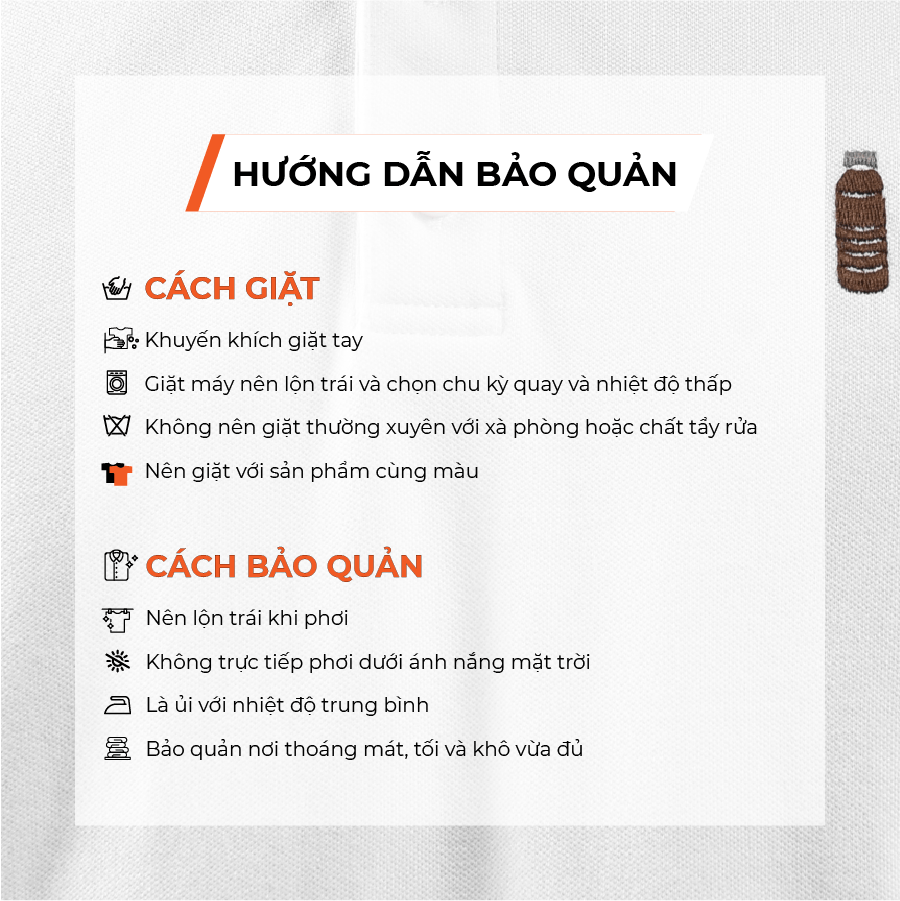 HƯỚNG DẪN BẢO QUẢN
CÁCH GIẶT
Khuyến khích giặt tay
Giặt máy nên lộn trái và chọn chu kỳ quay và nhiệt độ thấp
Không nên giặt thường xuyên với xà phòng hoặc chất tẩy rửa
Nên giặt với sản phẩm cùng màu
CÁCH BẢO QUẢN
Nên lộn trái khi phơi
Không trực tiếp phơi dưới ánh nắng mặt trời
Là ủi với nhiệt độ trung bình
Bảo quản nơi thoáng mát, tối và khô vừa đủ